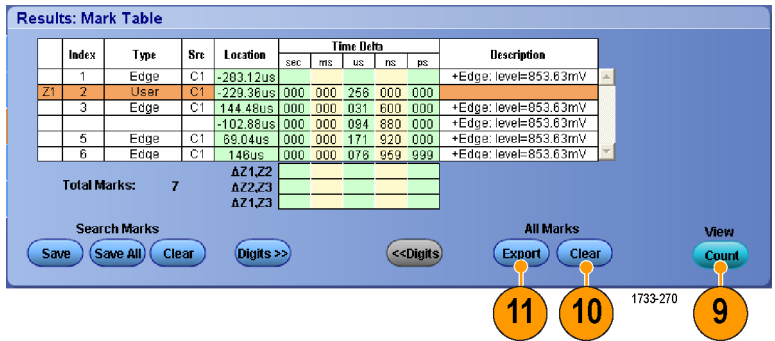 Results: Mark Table
Index Type Src Location Time Delta Description
sec ms us ns ps
1 Edge C1 -283.12us +Edge: level=853.63mV
Z1 2 User C1 -229.36us 000 000 256 000 000
3 Edge C1 144.48us 000 000 031 600 000 +Edge: level=853.63mV
-102.88us 000 000 094 880 000 +Edge: level=853.63mV
5 Edge C1 69.04us 000 000 171 920 000 +Edge: level=853.63mV
6 Edge C1 146us 000 000 076 959 999 +Edge: level=853.63mV
Total Marks: 7
ΔZ1,Z2
ΔZ2,Z3
ΔZ1,Z3
Search Marks
All Marks
View
Save Save All Clear Digits >> <<Digits Export Clear Count
11 10 1733-270 9